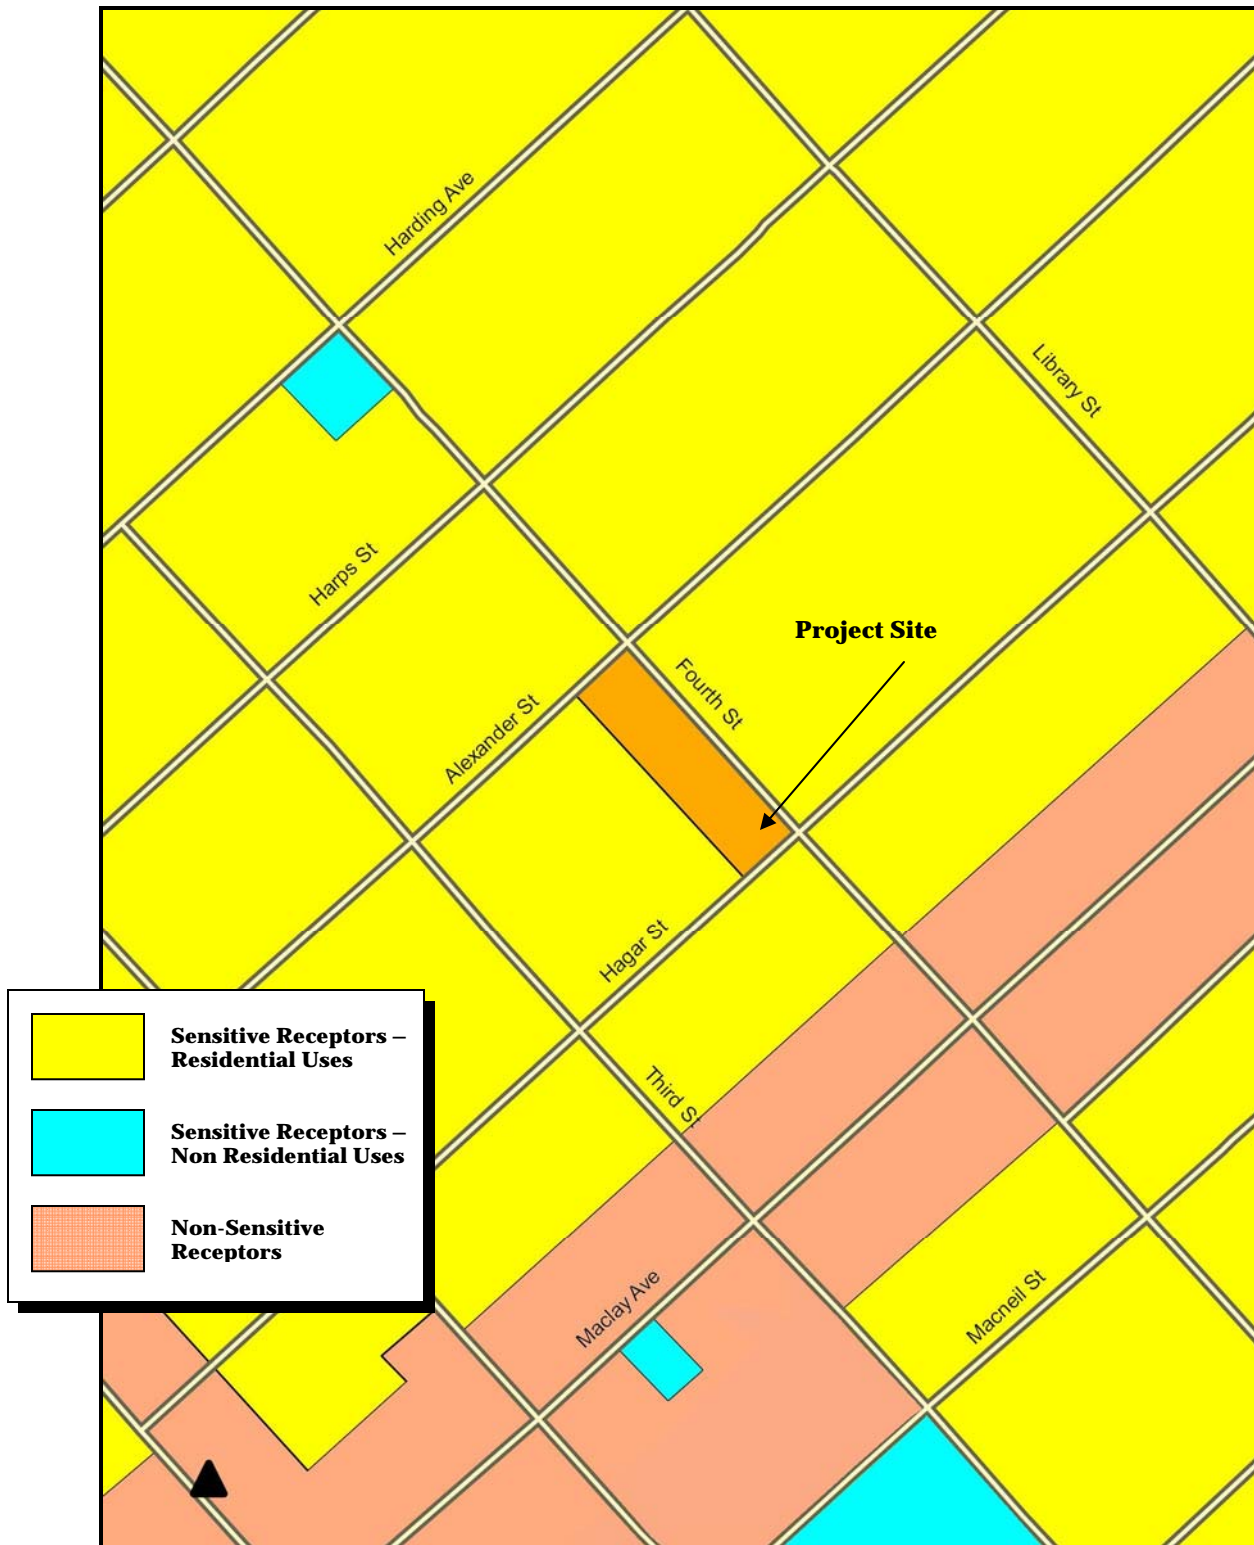 Harding Ave
Library St
Harps St
Project Site
Fourth St
Alexander St
Hagar St
Third St
Macneil St
Maclay Ave
Sensitive Receptors –
Residential Uses
Sensitive Receptors –
Non Residential Uses
Non-Sensitive
Receptors